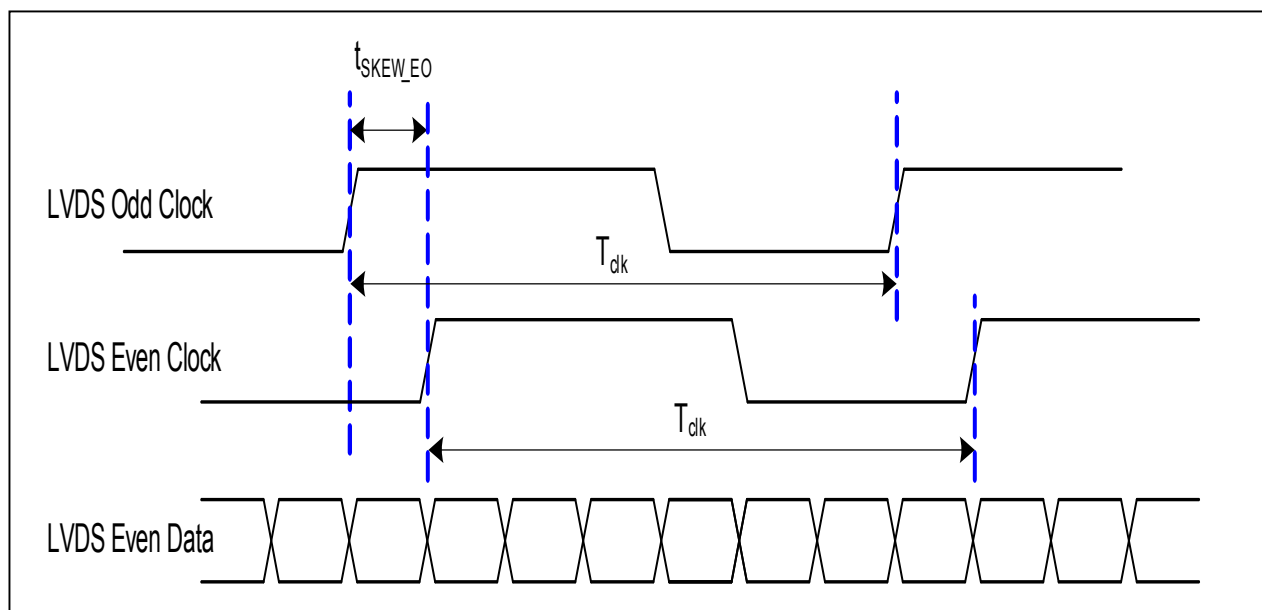 tSKEW_EO
LVDS Odd Clock
Tclk
LVDS Even Clock
Tclk
LVDS Even Data